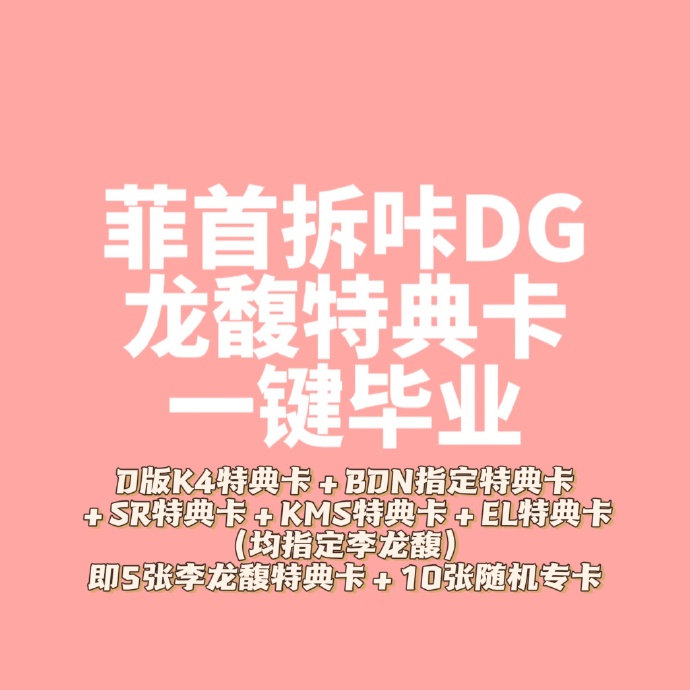 菲首拆咔DG
龙馥特典卡
一键毕业
D版K4特典卡+BDN指定特典卡
+SR特典卡+KMS特典卡+EL特典卡
（均指定李龙馥）
即5张李龙馥特典卡+10张随机专卡